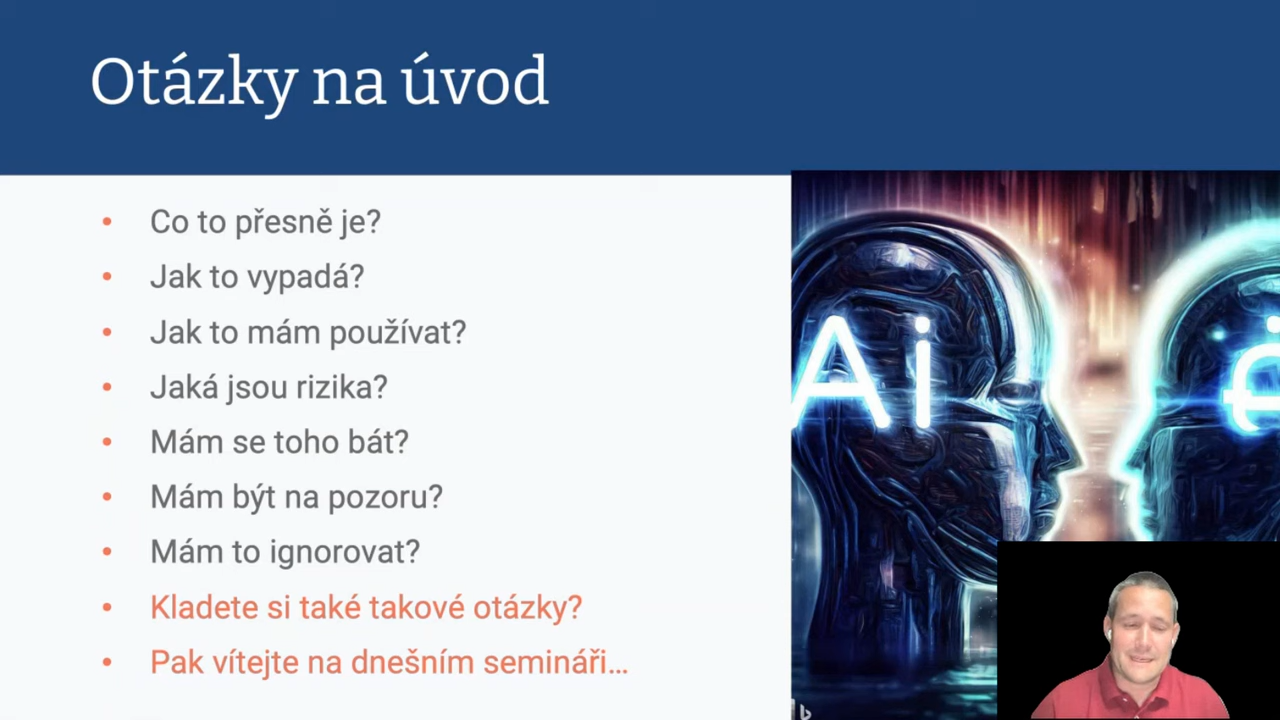 Otázky na úvod
Co to přesně je?
Jak to vypadá?
Jak to mám používat?
Jaká jsou rizika?
Mám se toho bát?
Mám být na pozoru?
Mám to ignorovat?
Kladete si také takové otázky?
Pak vítejte na dnešním semináři…
Ai